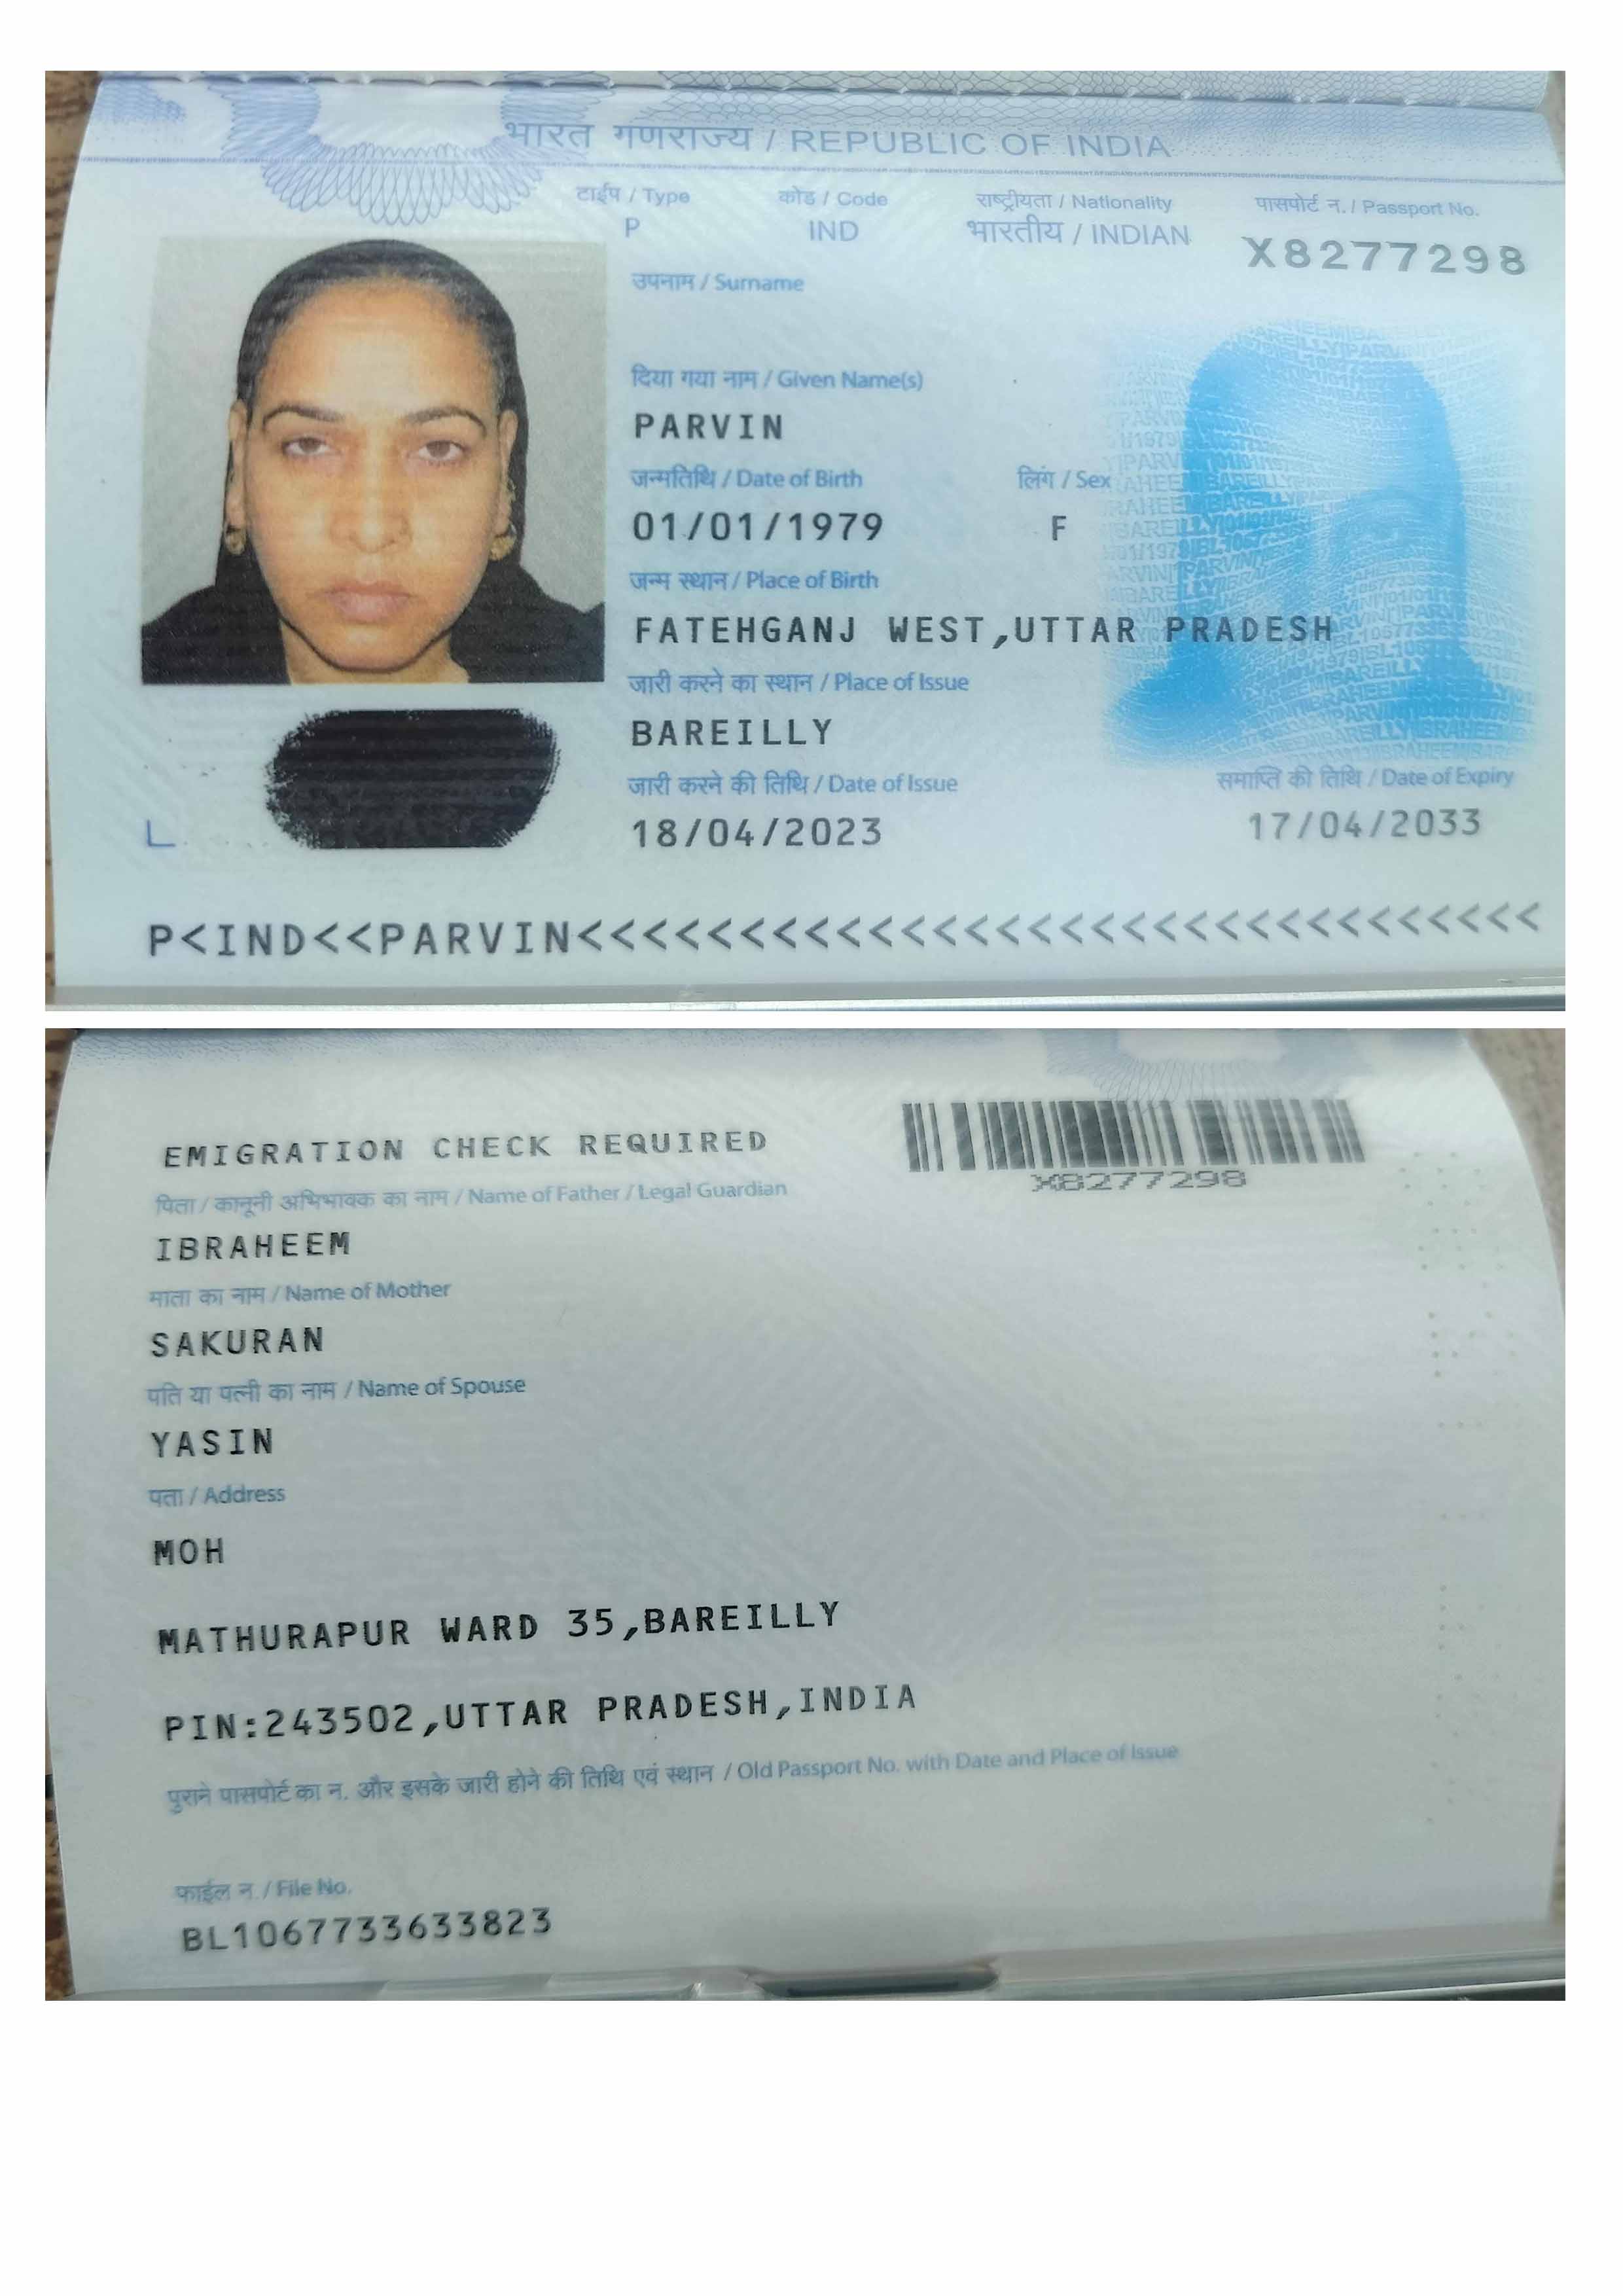 भारत गणराज्य / REPUBLIC OF INDIA
टाईप / Type
कोड / Code
राष्ट्रीयता / Nationality
पासपोर्ट न. / Passport No.
P
IND
भारतीय / INDIAN
X8277298
उपनाम / Surname
दिया गया नाम / Given Name(s)
PARVIN
जन्मतिथि / Date of Birth
लिंग / Sex
01/01/1979
F
जन्म स्थान / Place of Birth
FATEHGANJ WEST,UTTAR PRADESH
जारी करने का स्थान / Place of Issue
BAREILLY
जारी करने की तिथि / Date of Issue
समाप्ति की तिथि / Date of Expiry
18/04/2023
17/04/2033
P<IND<<PARVIN<<<<<<<<<<<<<<<<<<<<<<<<<<<<<<<
EMIGRATION CHECK REQUIRED
X8277298
पिता / कानूनी अभिभावक का नाम / Name of Father / Legal Guardian
IBRAHEEM
माता का नाम / Name of Mother
SAKURAN
पति या पत्नी का नाम / Name of Spouse
YASIN
पता / Address
MOH
MATHURAPUR WARD 35,BAREILLY
PIN:243502,UTTAR PRADESH,INDIA
पुराने पासपोर्ट का न. और इसके जारी होने की तिथि एवं स्थान / Old Passport No. with Date and Place of Issue
फाईल न. / File No.
BL1067733633823